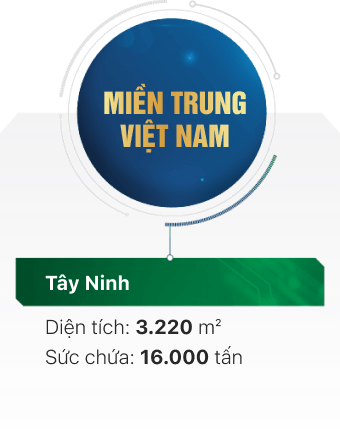 MIỀN TRUNG
VIỆT NAM
Tây Ninh
Diện tích: 3.220 m²
Sức chứa: 16.000 tấn